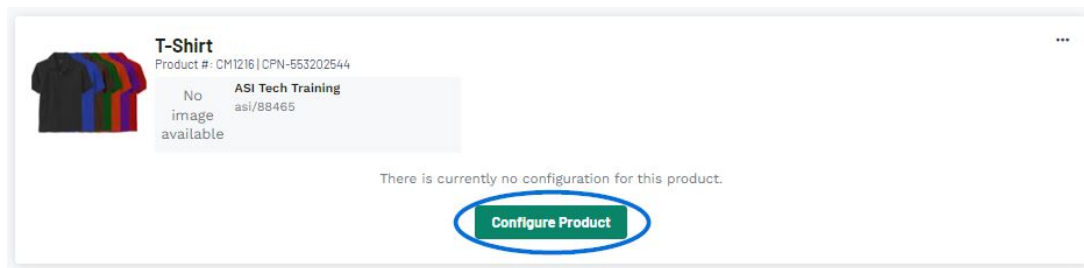 T-Shirt
Product #: CM1216 | CPN-553202544
No
image
available
ASI Tech Training
asi/88465
There is currently no configuration for this product.
Configure Product